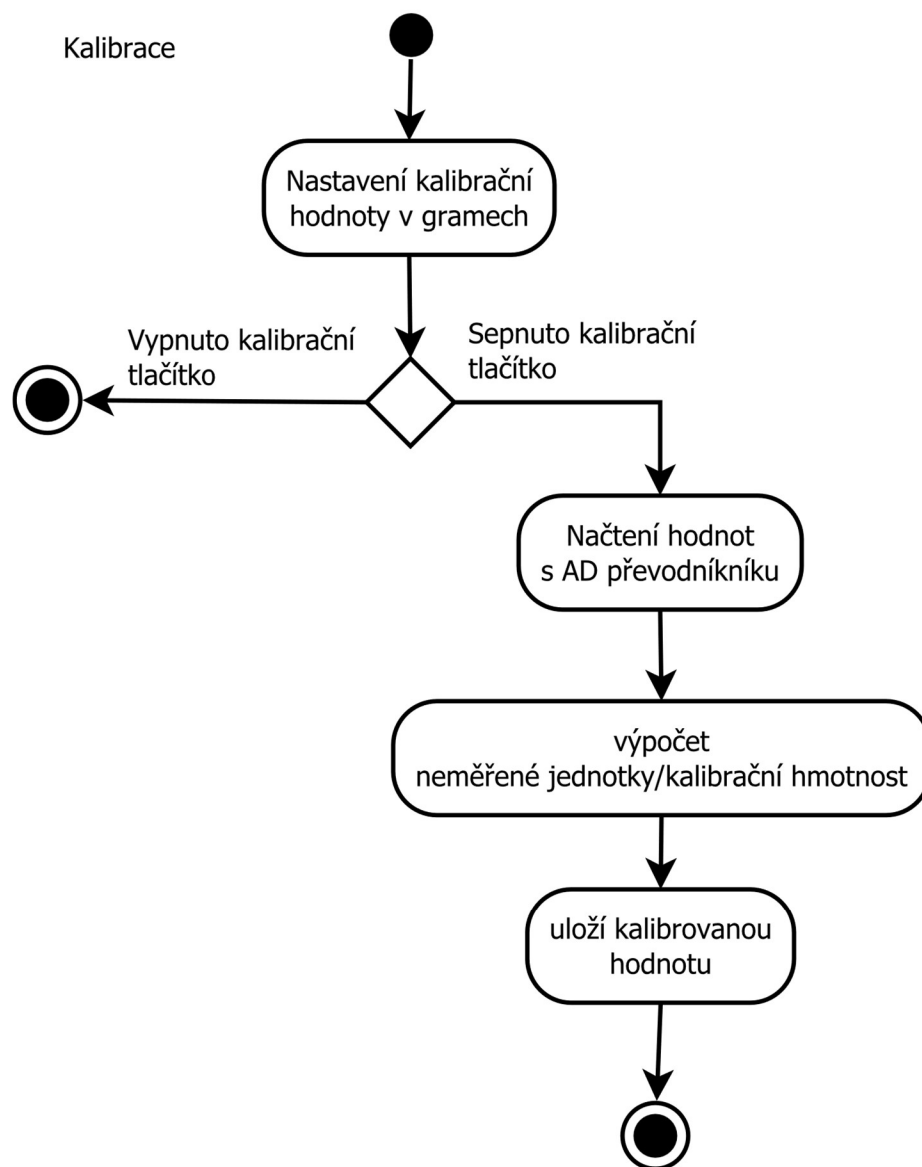 Kalibrace
Nastavení kalibrační
hodnoty v gramech
Vypnuto kalibrační
tlačítko
Sepnuto kalibrační
tlačítko
Načtení hodnot
s AD převodníkníku
výpočet
neměřené jednotky/kalibrační hmotnost
uloží kalibrovanou
hodnotu